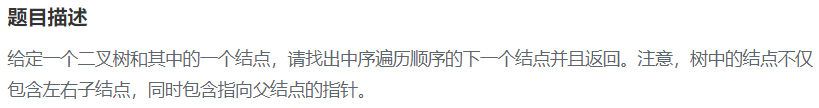 题目描述
给定一个二叉树和其中的一个结点，请找出中序遍历顺序的下一个结点并且返回。注意，树中的结点不仅
包含左右子结点，同时包含指向父结点的指针。